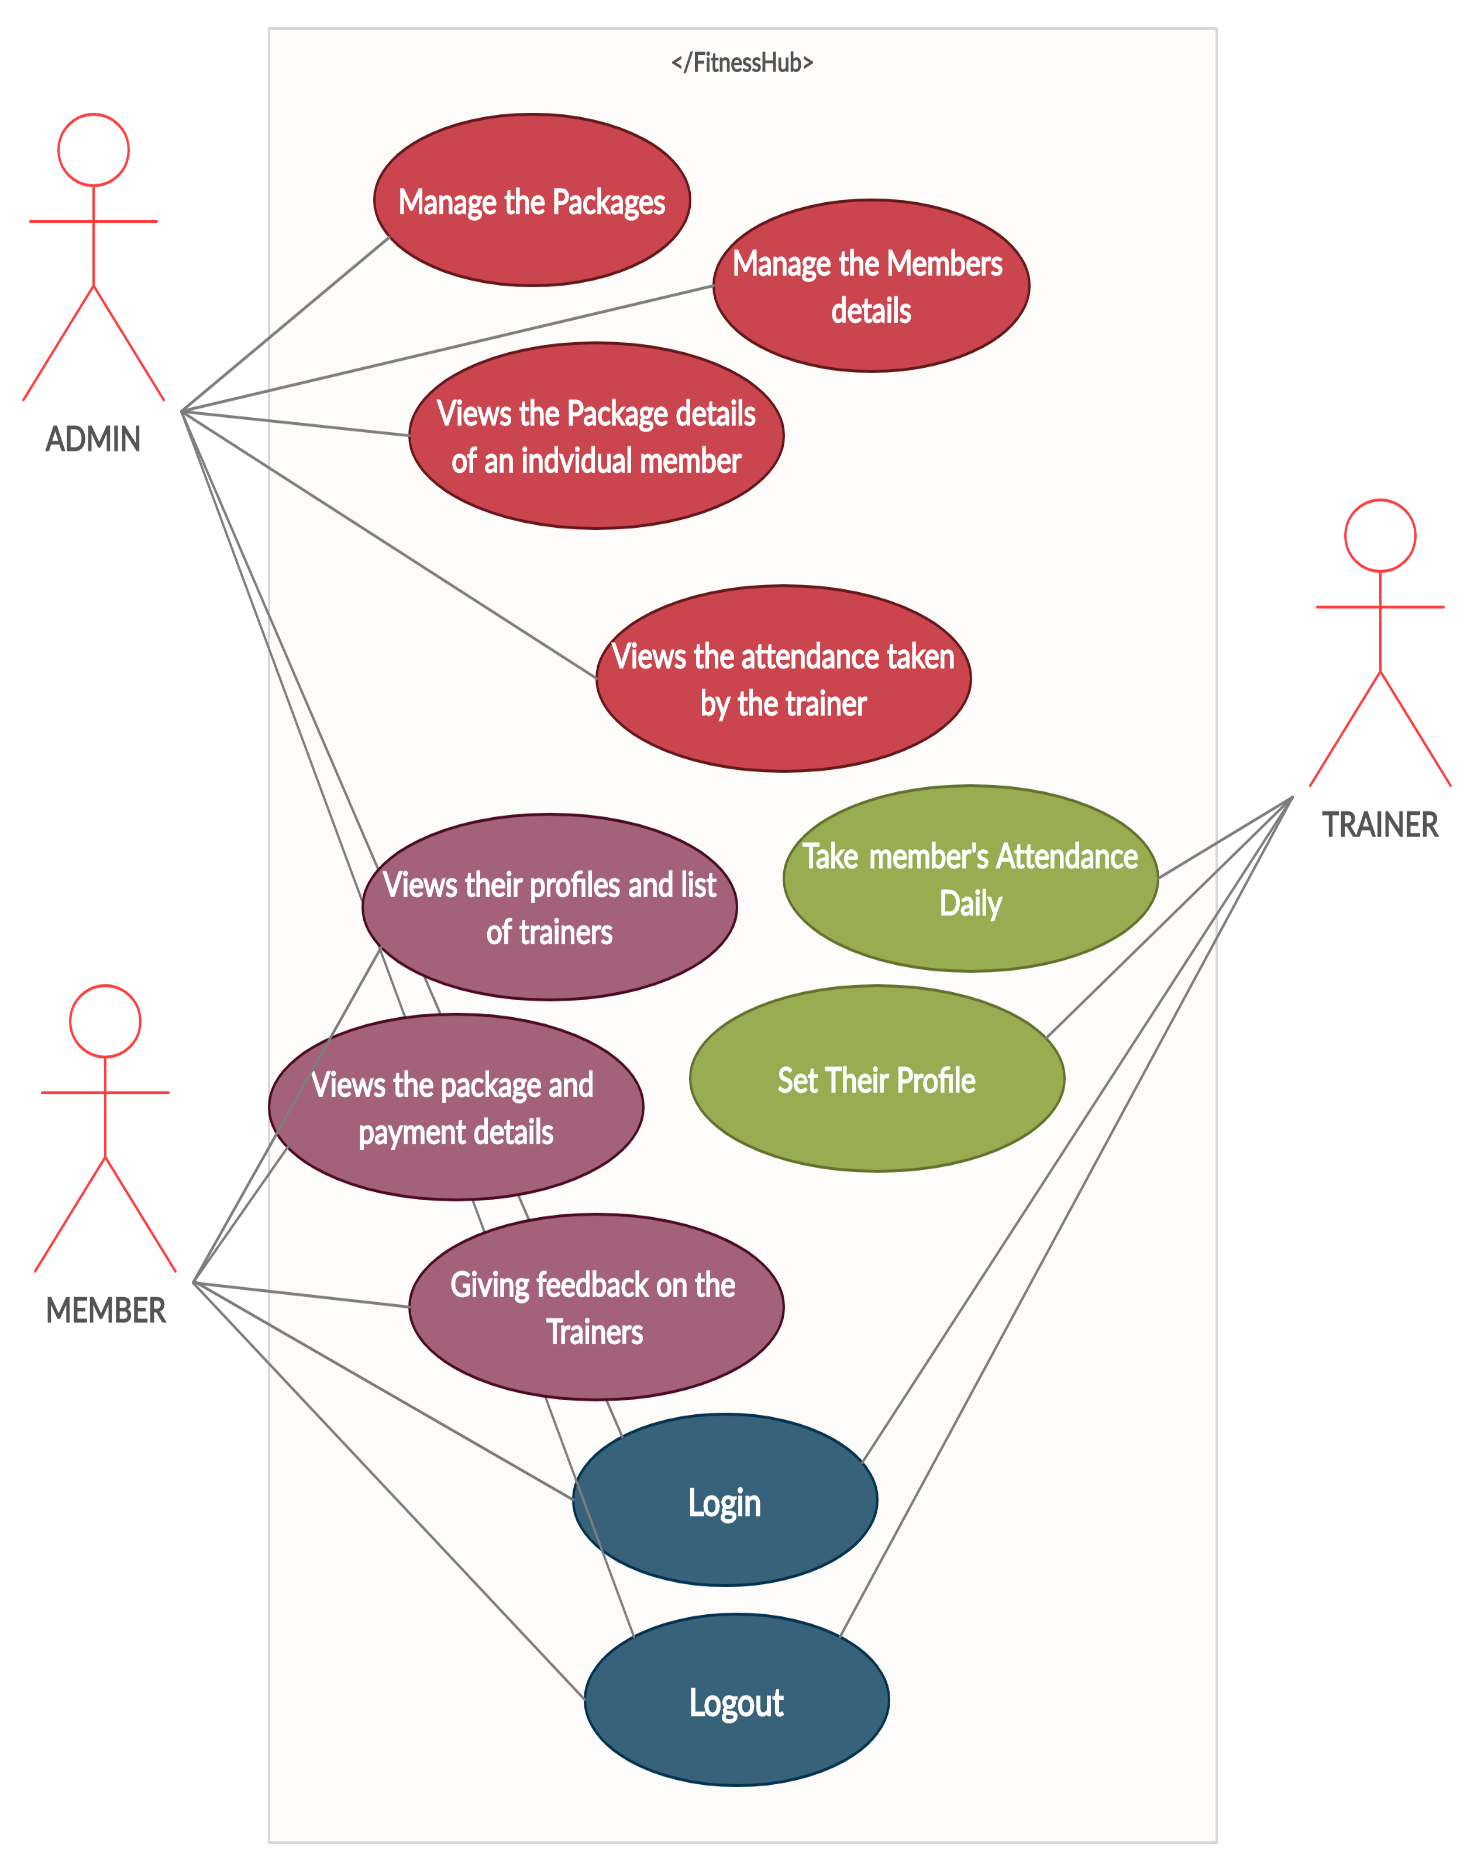 </FitnessHub>
Manage the Packages
Manage the Members
details
ADMIN
Views the Package details
of an indvidual member
Views the attendance taken
by the trainer
TRAINER
Take member's Attendance
Daily
Views their profiles and list
of trainers
Set Their Profile
Views the package and
payment details
MEMBER
Giving feedback on the
Trainers
Login
Logout